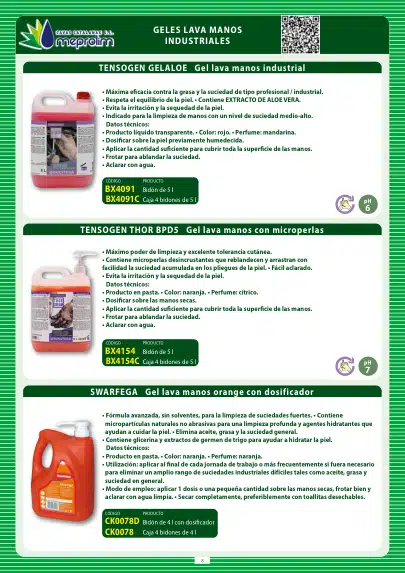 COPAS CATALANAS S.L.
meprolim
GELES LAVA MANOS
INDUSTRIALES
TENSOGEN GELALOE Gel lava manos industrial
• Máxima eficacia contra la grasa y la suciedad de tipo profesional / industrial.
• Respeta el equilibrio de la piel. • Contiene EXTRACTO DE ALOE VERA.
• Evita la irritación y la sequedad de la piel.
• Indicado para la limpieza de manos con un nivel de suciedad medio-alto.
Datos técnicos:
• Producto líquido transparente. • Color: rojo. • Perfume: mandarina.
• Dosificar sobre la piel previamente humedecida.
• Aplicar la cantidad suficiente para cubrir toda la superficie de las manos.
• Frotar para ablandar la suciedad.
• Aclarar con agua.
CÓDIGO PRODUCTO
BX4091 Bidón de 5 l
BX4091C Caja 4 bidones de 5 l
pH
6
TENSOGEN THOR BPD5 Gel lava manos con microperlas
• Máximo poder de limpieza y excelente tolerancia cutánea.
• Contiene microperlas desincrustantes que reblandecen y arrastran con
facilidad la suciedad acumulada en los pliegues de la piel. • Fácil aclarado.
• Evita la irritación y la sequedad de la piel.
Datos técnicos:
• Producto en pasta. • Color: naranja. • Perfume: cítrico.
• Dosificar sobre las manos secas.
• Aplicar la cantidad suficiente para cubrir toda la superficie de las manos.
• Frotar para ablandar la suciedad.
• Aclarar con agua.
CÓDIGO PRODUCTO
BX4154 Bidón de 5 l
BX4154C Caja 4 bidones de 5 l
pH
7
SWARFEGA Gel lava manos orange con dosificador
• Fórmula avanzada, sin solventes, para la limpieza de suciedades fuertes. • Contiene
micropartículas naturales no abrasivas para una limpieza profunda y agentes hidratantes que
ayudan a cuidar la piel. • Elimina aceite, grasa y la suciedad general.
• Contiene glicerina y extractos de germen de trigo para ayudar a hidratar la piel.
Datos técnicos:
• Producto en pasta. • Color: naranja. • Perfume: naranja.
• Utilización: aplicar al final de cada jornada de trabajo o más frecuentemente si fuera necesario
para eliminar un amplio rango de suciedades industriales difíciles tales como aceite, grasa y
suciedad en general.
• Modo de empleo: aplicar 1 dosis o una pequeña cantidad sobre las manos secas, frotar bien y
aclarar con agua limpia. • Secar completamente, preferiblemente con toallitas desechables.
CÓDIGO PRODUCTO
CK0078D Bidón de 4 l con dosificador
CK0078 Caja 4 bidones de 4 l